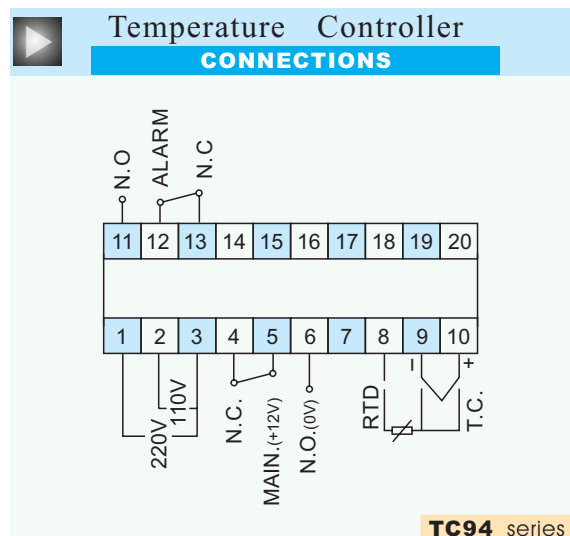 Temperature Controller
CONNECTIONS
N.O
ALARM
N.C
11 12 13 14 15 16 17 18 19 20
1 2 3 4 5 6 7 8 9 10
− +
220V
110V
N.C.
MAIN.(+12V)
N.O.(0V)
RTD
T.C.
TC94 series